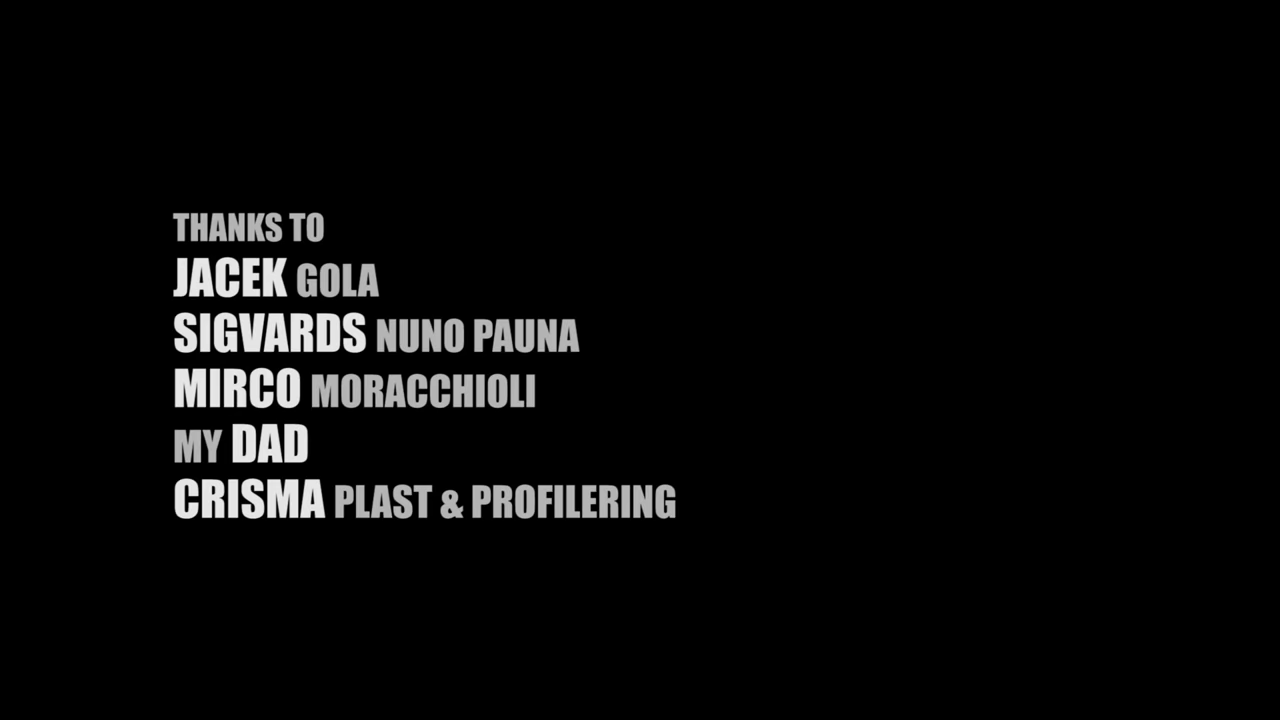 THANKS TO
JACEK GOLA
SIGVARDS NUNO PAUNA
MIRCO MORACCHIOLI
MY DAD
CRISMA PLAST & PROFILERING